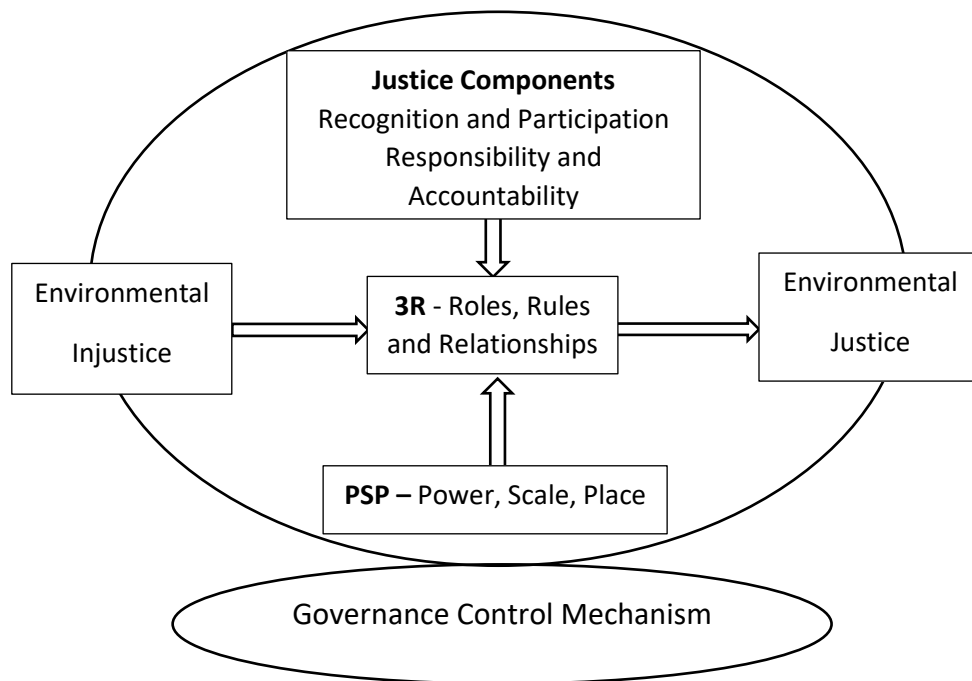 Justice Components
Recognition and Participation
Responsibility and
Accountability
Environmental
Injustice
3R - Roles, Rules
and Relationships
Environmental
Justice
PSP – Power, Scale, Place
Governance Control Mechanism